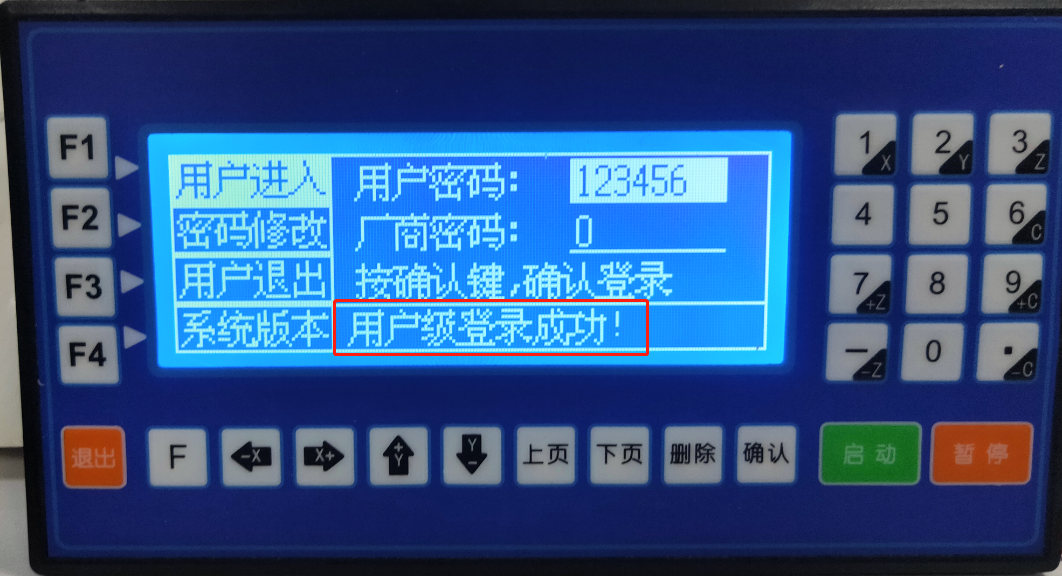 F1
F2
F3
F4
用户进入
密码修改
用户退出
系统版本
用户密码: 123456
厂商密码: 0
按确认键,确认登录
用户级登录成功!
1 X
2 Y
3 Z
4
5
6 C
7 +Z
8
9 +C
— -Z
0
. -C
退出
F
-X
X+
+Y
Y-
上页
下页
删除
确认
启动
暂停